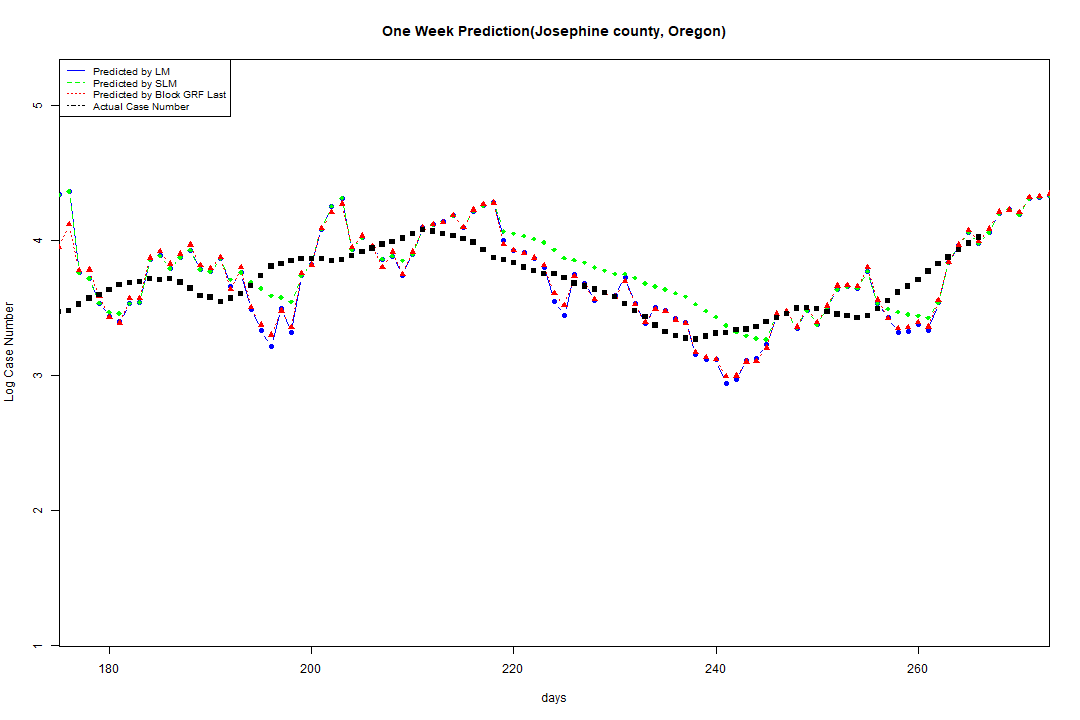 One Week Prediction(Josephine county, Oregon)
Predicted by LM
Predicted by SLM
Predicted by Block GRF Last
Actual Case Number
5
4
3
2
1
Log Case Number
180 200 220 240 260
days